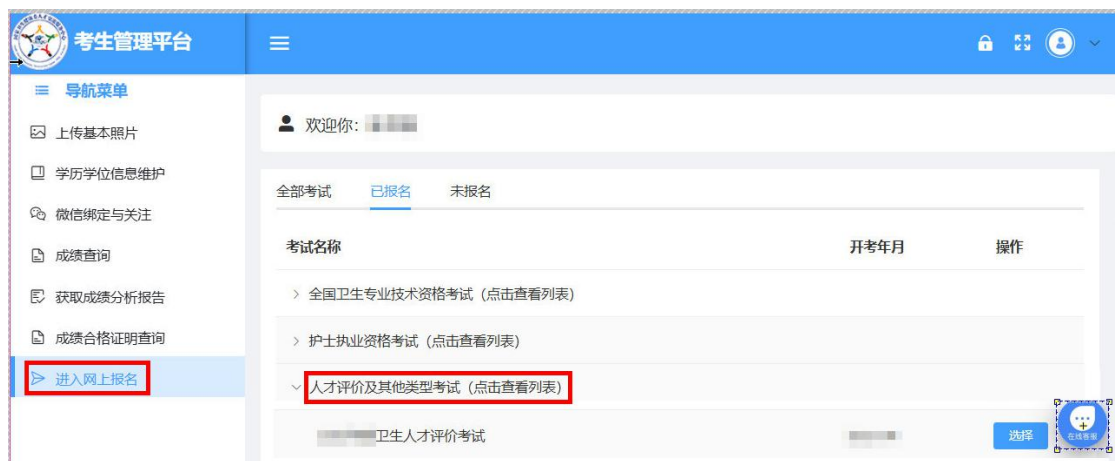 考生管理平台
导航菜单
上传基本照片
学历学位信息维护
微信绑定与关注
成绩查询
获取成绩分析报告
成绩合格证明查询
进入网上报名
欢迎你：
全部考试 已报名 未报名
考试名称 开考年月 操作
全国卫生专业技术资格考试（点击查看列表）
护士执业资格考试（点击查看列表）
人才评价及其他类型考试（点击查看列表）
卫生人才评价考试 选择
在线客服